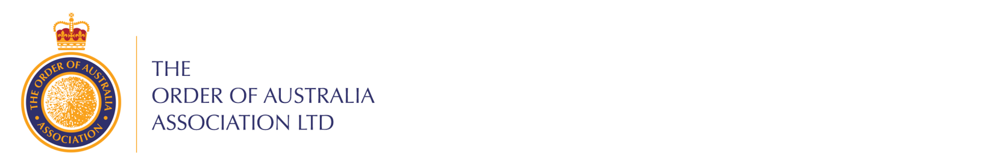 THE ORDER OF AUSTRALIA
ASSOCIATION
THE
ORDER OF AUSTRALIA
ASSOCIATION LTD